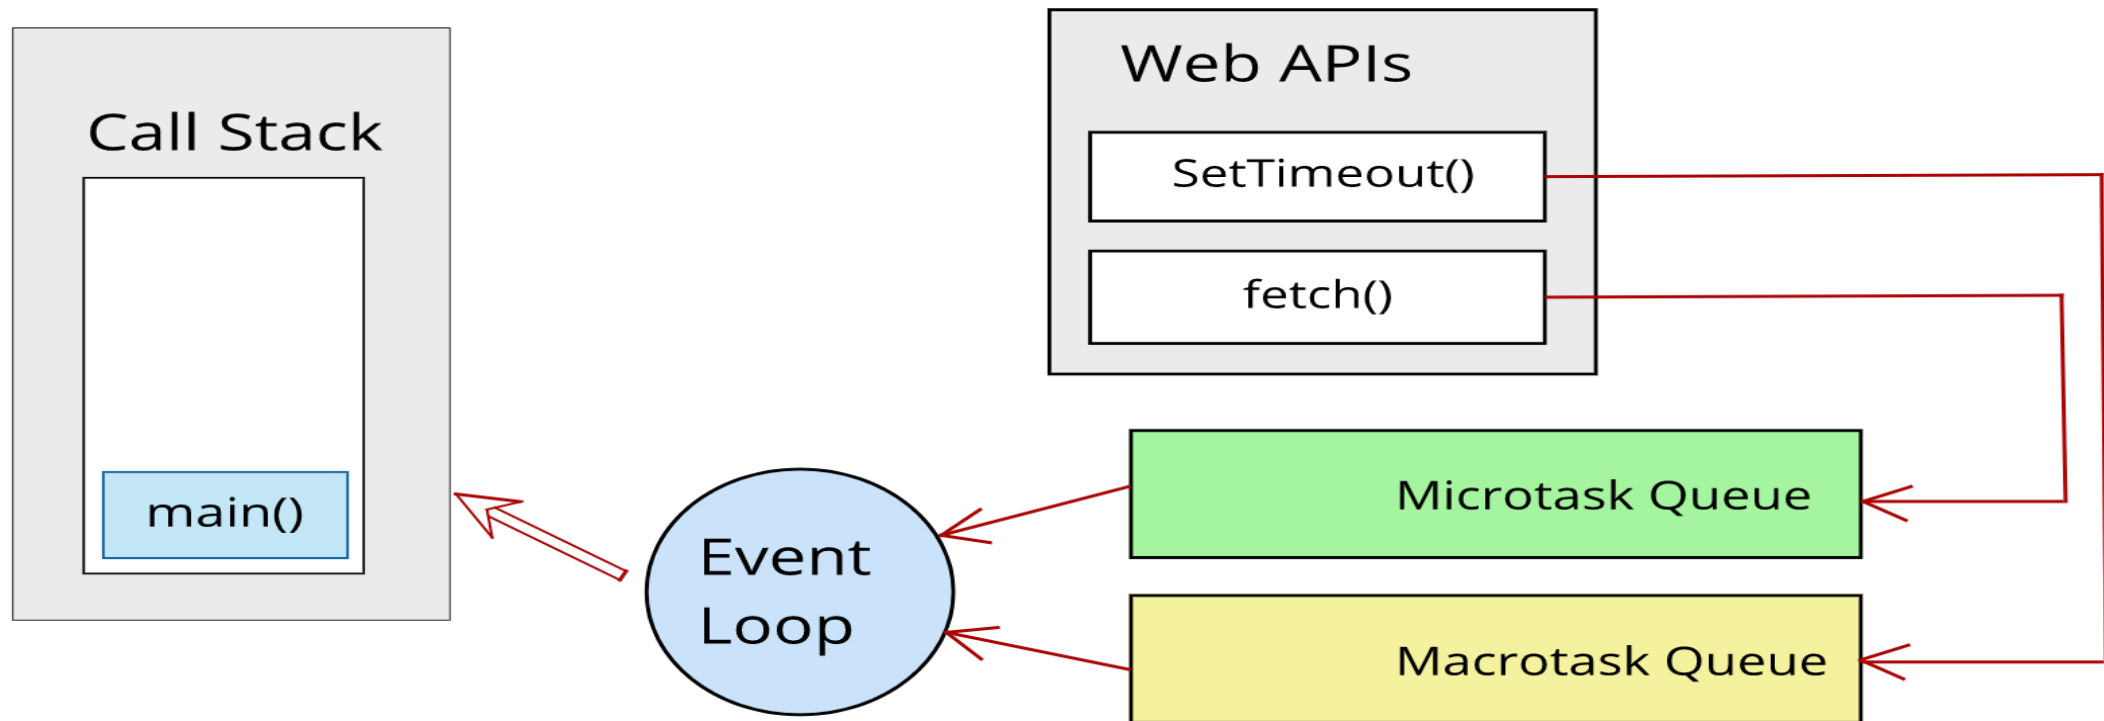 Call Stack
main()
Web APIs
SetTimeout()
fetch()
Event
Loop
Microtask Queue
Macrotask Queue